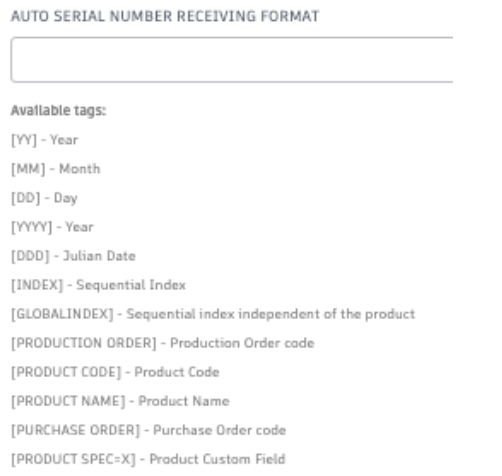 AUTO SERIAL NUMBER RECEIVING FORMAT
Available tags:
[YY] - Year
[MM] - Month
[DD] - Day
[YYYY] - Year
[DDD] - Julian Date
[INDEX] - Sequential Index
[GLOBALINDEX] - Sequential index independent of the product
[PRODUCTION ORDER] - Production Order code
[PRODUCT CODE] - Product Code
[PRODUCT NAME] - Product Name
[PURCHASE ORDER] - Purchase Order code
[PRODUCT SPEC=X] - Product Custom Field